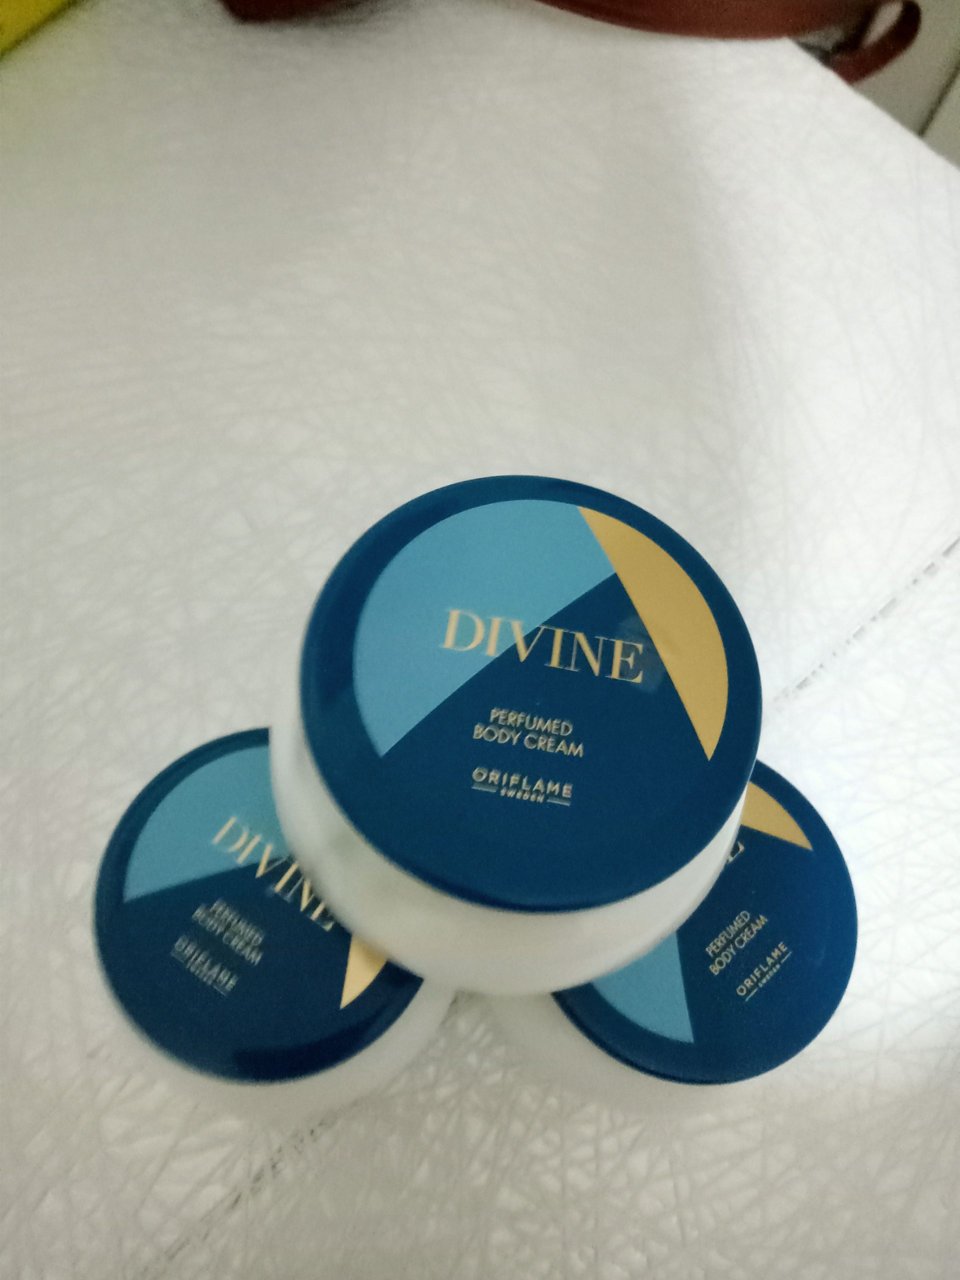 DIVINE
PERFUMED
BODY CREAM
ORIFLAME
SWEDEN
DIVINE
PERFUMED
BODY CREAM
ORIFLAME
E
PERFUMED
BODY CREAM
ORIFLAME
SWEDEN